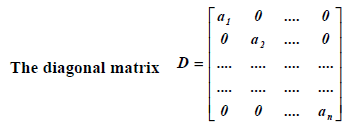 a₁ 0 .... 0
0 a₂ .... 0
The diagonal matrix D = .... .... .... ....
.... .... .... ....
0 0 .... aₙ